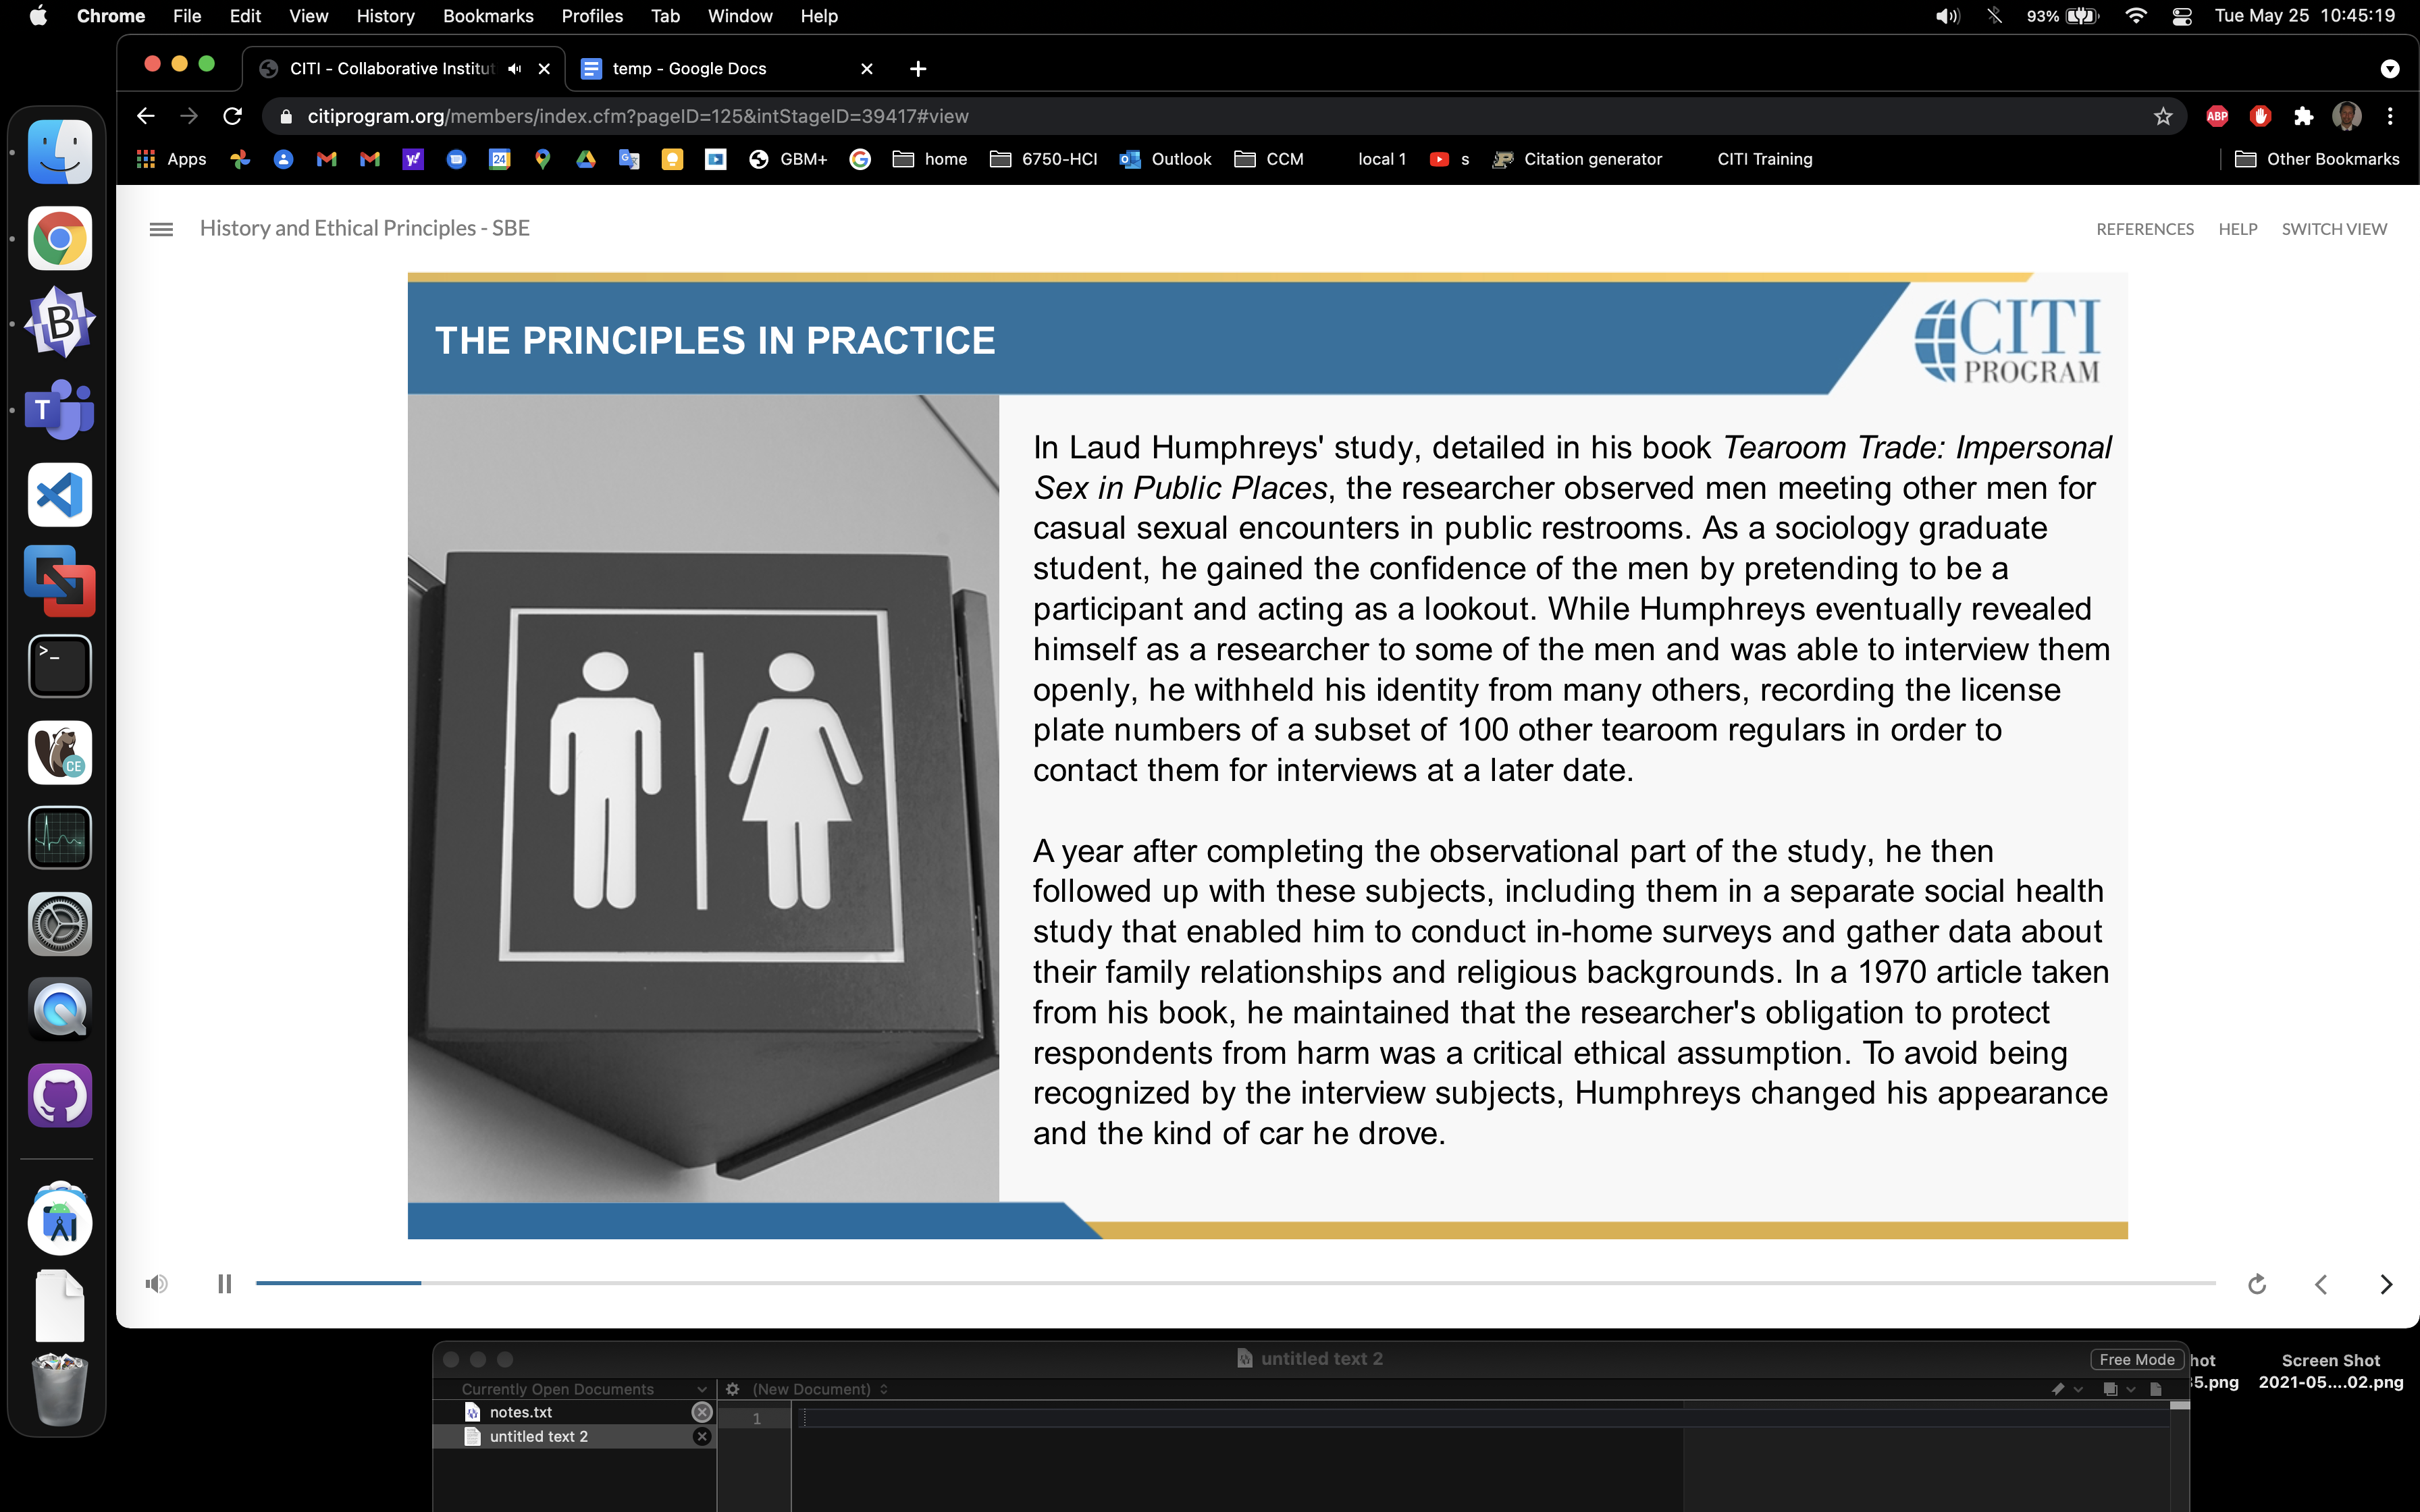 Chrome File Edit View History Bookmarks Profiles Tab Window Help 93% Tue May 25 10:45:19
CITI - Collaborative Institut temp - Google Docs
citiprogram.org/members/index.cfm?pageID=125&intStageID=39417#view ABP
Apps 24 GBM+ home 6750-HCI Outlook CCM local 1 s Citation generator CITI Training Other Bookmarks
History and Ethical Principles - SBE REFERENCES HELP SWITCH VIEW
THE PRINCIPLES IN PRACTICE
CITI
PROGRAM
In Laud Humphreys' study, detailed in his book Tearoom Trade: Impersonal
Sex in Public Places, the researcher observed men meeting other men for
casual sexual encounters in public restrooms. As a sociology graduate
student, he gained the confidence of the men by pretending to be a
participant and acting as a lookout. While Humphreys eventually revealed
himself as a researcher to some of the men and was able to interview them
openly, he withheld his identity from many others, recording the license
plate numbers of a subset of 100 other tearoom regulars in order to
contact them for interviews at a later date.
A year after completing the observational part of the study, he then
followed up with these subjects, including them in a separate social health
study that enabled him to conduct in-home surveys and gather data about
their family relationships and religious backgrounds. In a 1970 article taken
from his book, he maintained that the researcher's obligation to protect
respondents from harm was a critical ethical assumption. To avoid being
recognized by the interview subjects, Humphreys changed his appearance
and the kind of car he drove.
untitled text 2 Free Mode
Currently Open Documents (New Document)
notes.txt
untitled text 2
1
hot
5.png
Screen Shot
2021-05....02.png